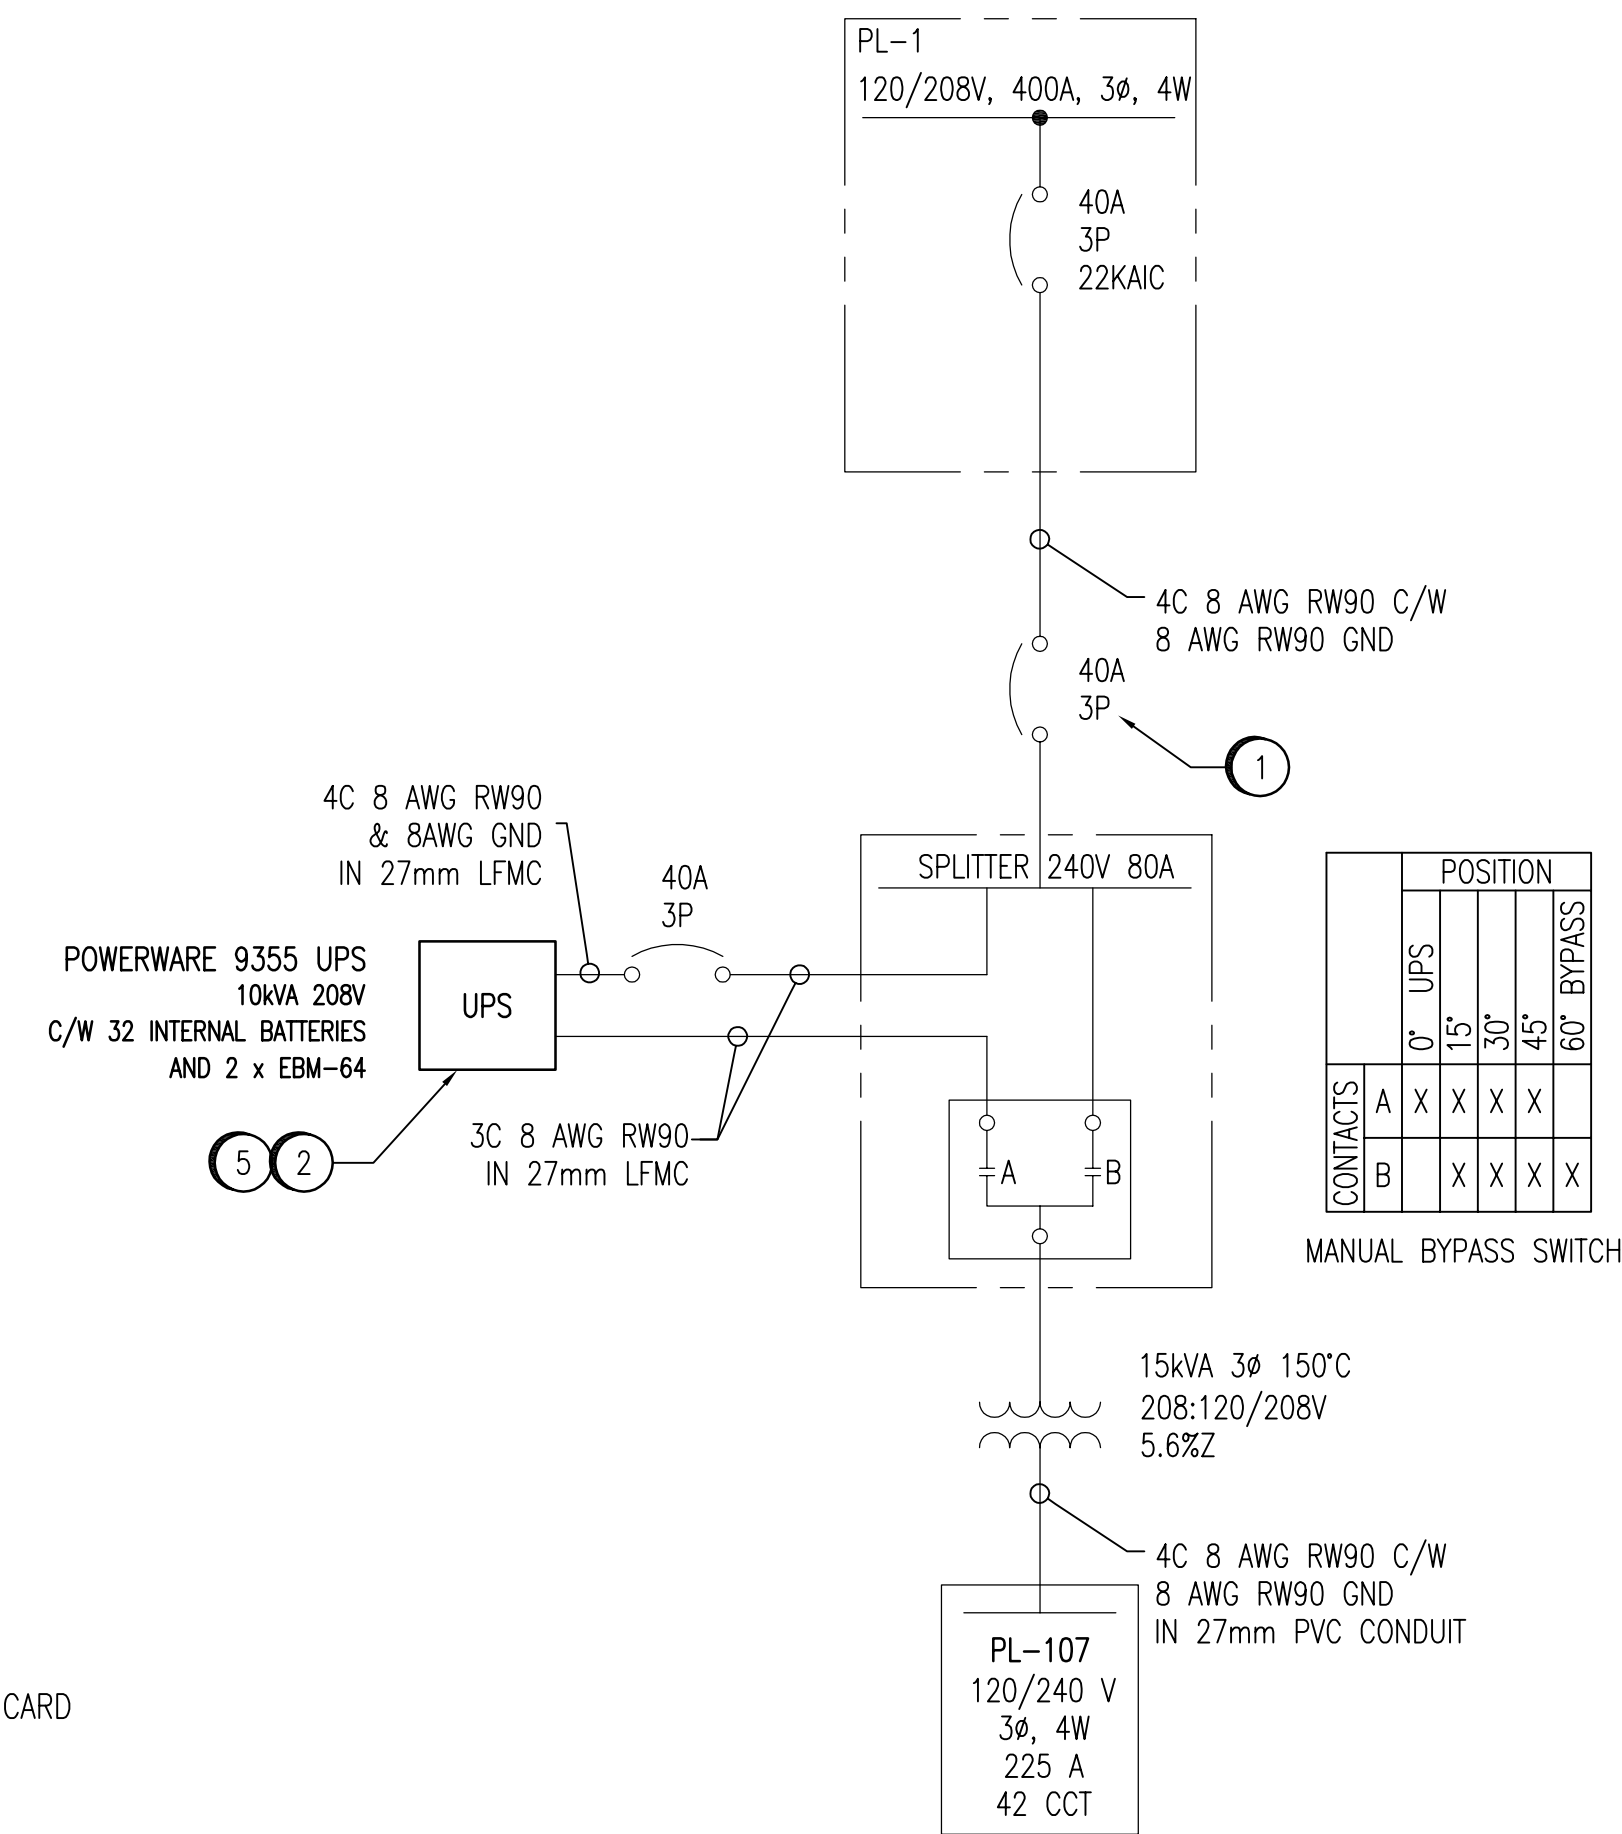 PL-1
120/208V, 400A, 3ø, 4W
40A
3P
22KAIC
4C 8 AWG RW90 C/W
8 AWG RW90 GND
40A
3P
1
4C 8 AWG RW90
& 8AWG GND
IN 27mm LFMC
40A
3P
SPLITTER 240V 80A
POWERWARE 9355 UPS
10kVA 208V
C/W 32 INTERNAL BATTERIES
AND 2 x EBM-64
UPS
5 2
3C 8 AWG RW90
IN 27mm LFMC
A B
POSITION
0° UPS
15°
30°
45°
60° BYPASS
CONTACTS
A X X X X
B X X X X
MANUAL BYPASS SWITCH
15kVA 3ø 150°C
208:120/208V
5.6%Z
4C 8 AWG RW90 C/W
8 AWG RW90 GND
IN 27mm PVC CONDUIT
PL-107
120/240 V
3ø, 4W
225 A
42 CCT
CARD